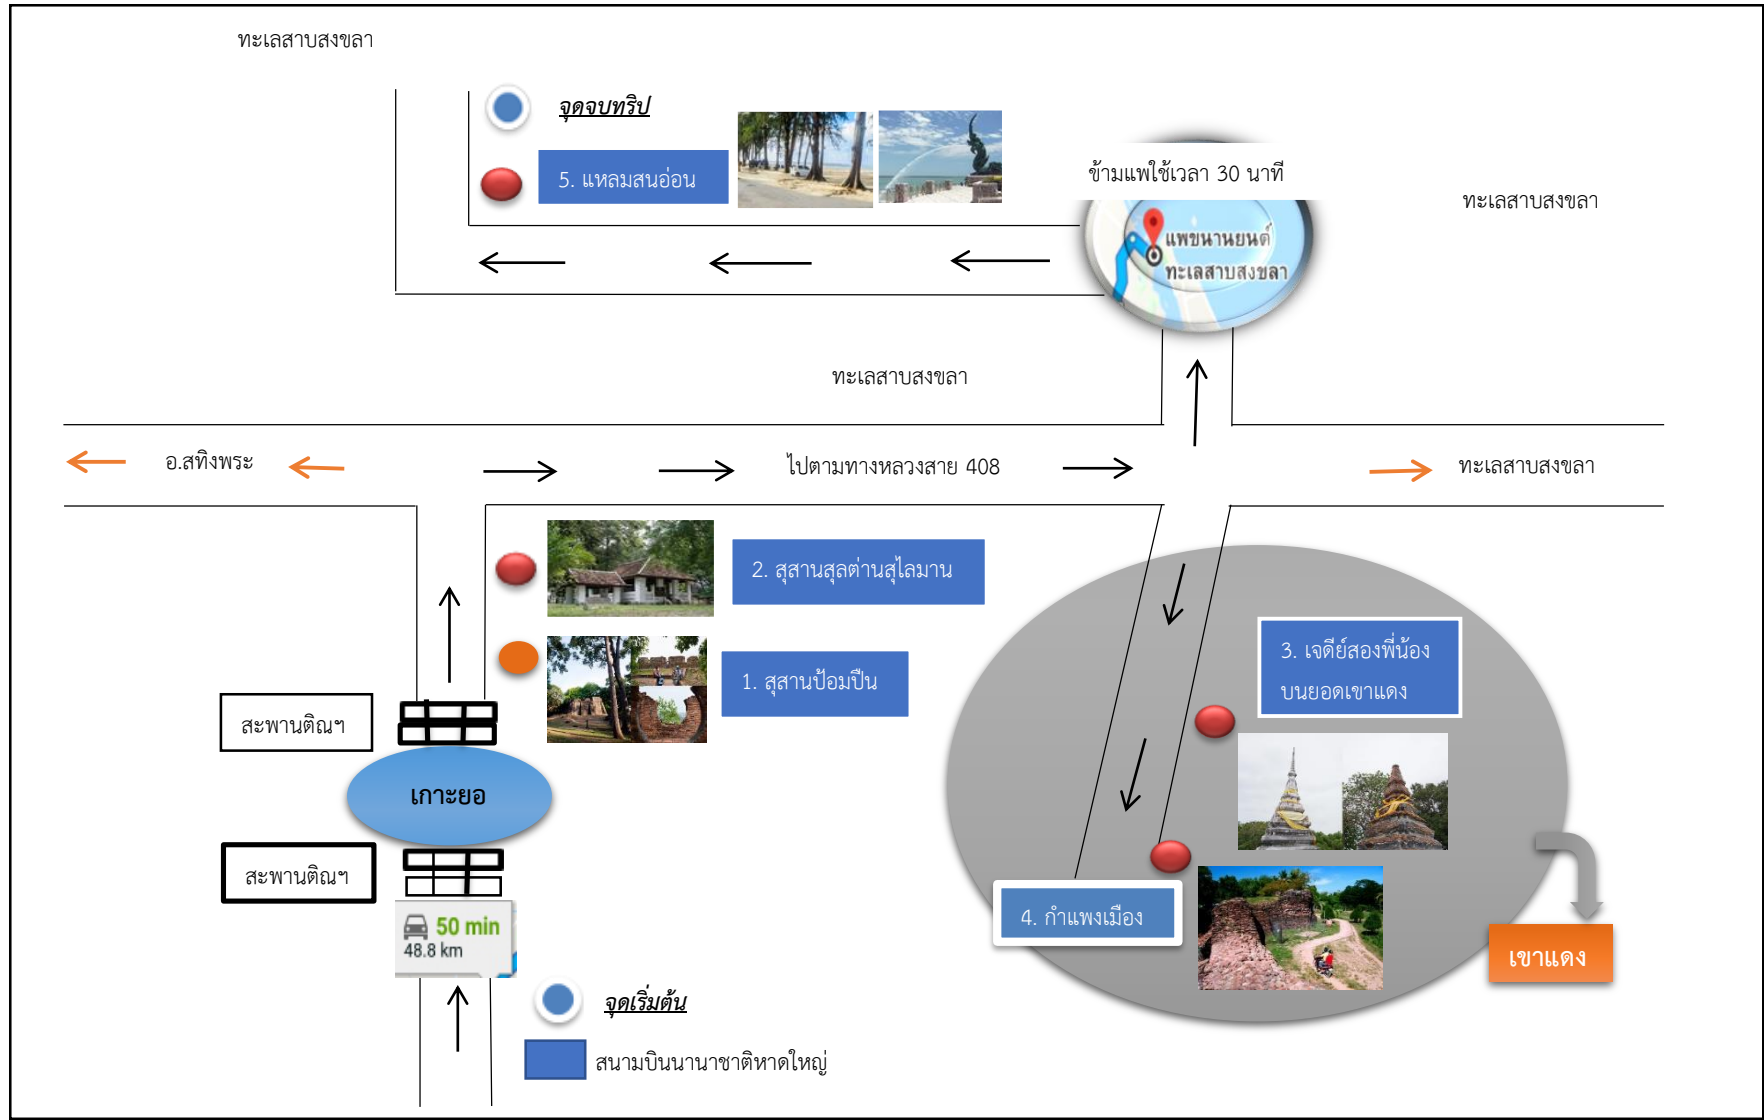 ทะเลสาบสงขลา
จุดจบทริป
5. แหลมสนอ่อน
ข้ามแพใช้เวลา 30 นาที
ทะเลสาบสงขลา
แพขนานยนต์
ทะเลสาบสงขลา
ทะเลสาบสงขลา
อ.สทิงพระ
ไปตามทางหลวงสาย 408
ทะเลสาบสงขลา
2. สุสานสุลต่านสุไลมาน
1. สุสานป้อมปืน
3. เจดีย์สองพี่น้อง
บนยอดเขาแดง
สะพานติณฯ
เกาะยอ
สะพานติณฯ
4. กำแพงเมือง
50 min
48.8 km
เขาแดง
จุดเริ่มต้น
สนามบินนานาชาติหาดใหญ่